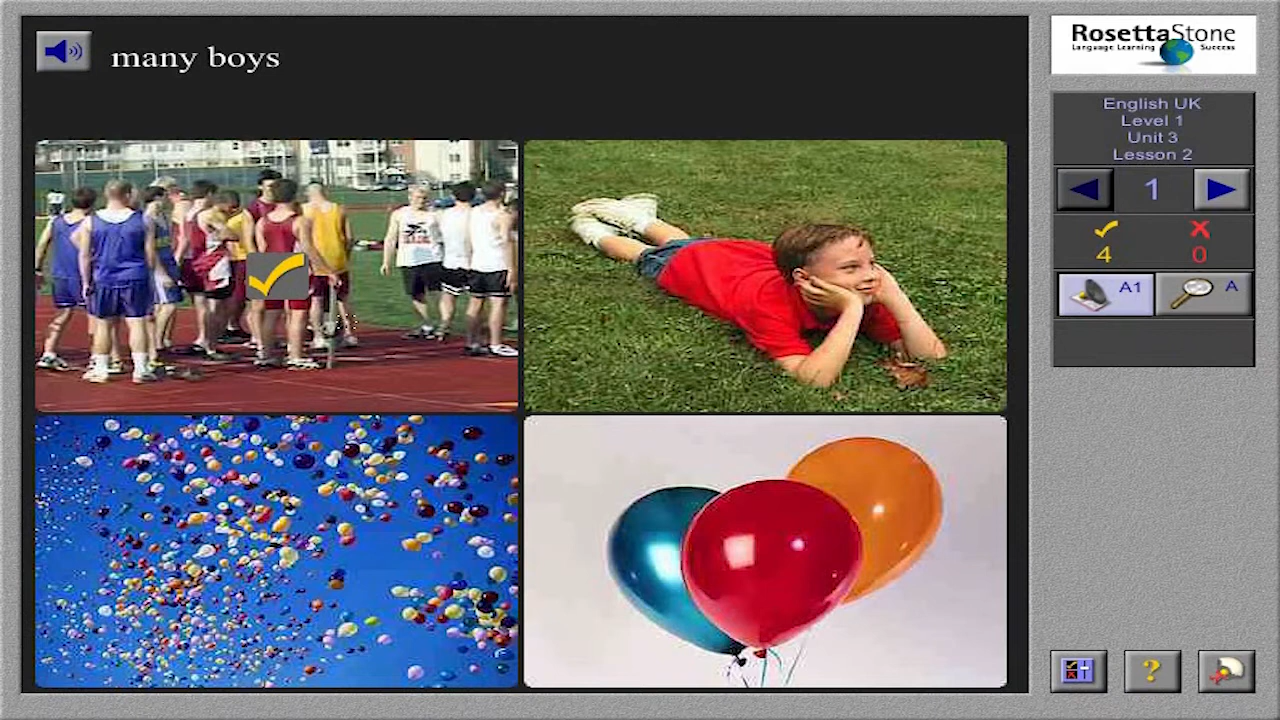 many boys
RosettaStone
Language Learning Success
English UK
Level 1
Unit 3
Lesson 2
1
4 0
A1 A
?